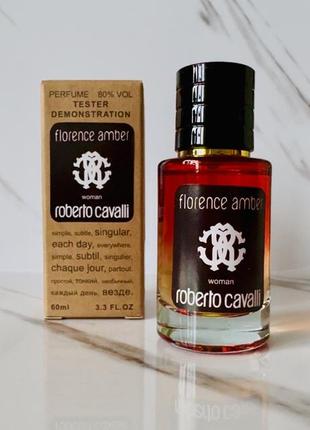 PERFUME 80% VOL
TESTER
DEMONSTRATION
florence amber
woman
roberto cavalli
simple, subtle, singular,
each day, everywhere.
simple, subtil, singulier,
chaque jour, partout.
простой, тонкий, необычный,
каждый день, везде.
60ml 3.3 FL.OZ
florence amber
woman
roberto cavalli